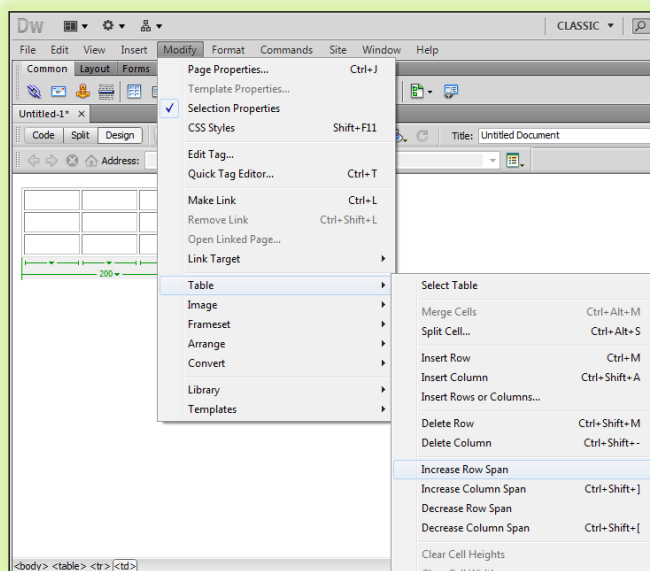 Dw CLASSIC
File Edit View Insert Modify Format Commands Site Window Help
Common Layout Forms
Untitled-1* ×
Code Split Design Title: Untitled Document
Address:
200
Page Properties... Ctrl+J
Template Properties...
Selection Properties
CSS Styles Shift+F11
Edit Tag...
Quick Tag Editor... Ctrl+T
Make Link Ctrl+L
Remove Link Ctrl+Shift+L
Open Linked Page...
Link Target
Table
Image
Frameset
Arrange
Convert
Library
Templates
Select Table
Merge Cells Ctrl+Alt+M
Split Cell... Ctrl+Alt+S
Insert Row Ctrl+M
Insert Column Ctrl+Shift+A
Insert Rows or Columns...
Delete Row Ctrl+Shift+M
Delete Column Ctrl+Shift+-
Increase Row Span
Increase Column Span Ctrl+Shift+]
Decrease Row Span
Decrease Column Span Ctrl+Shift+[
Clear Cell Heights
<body> <table> <tr> <td>